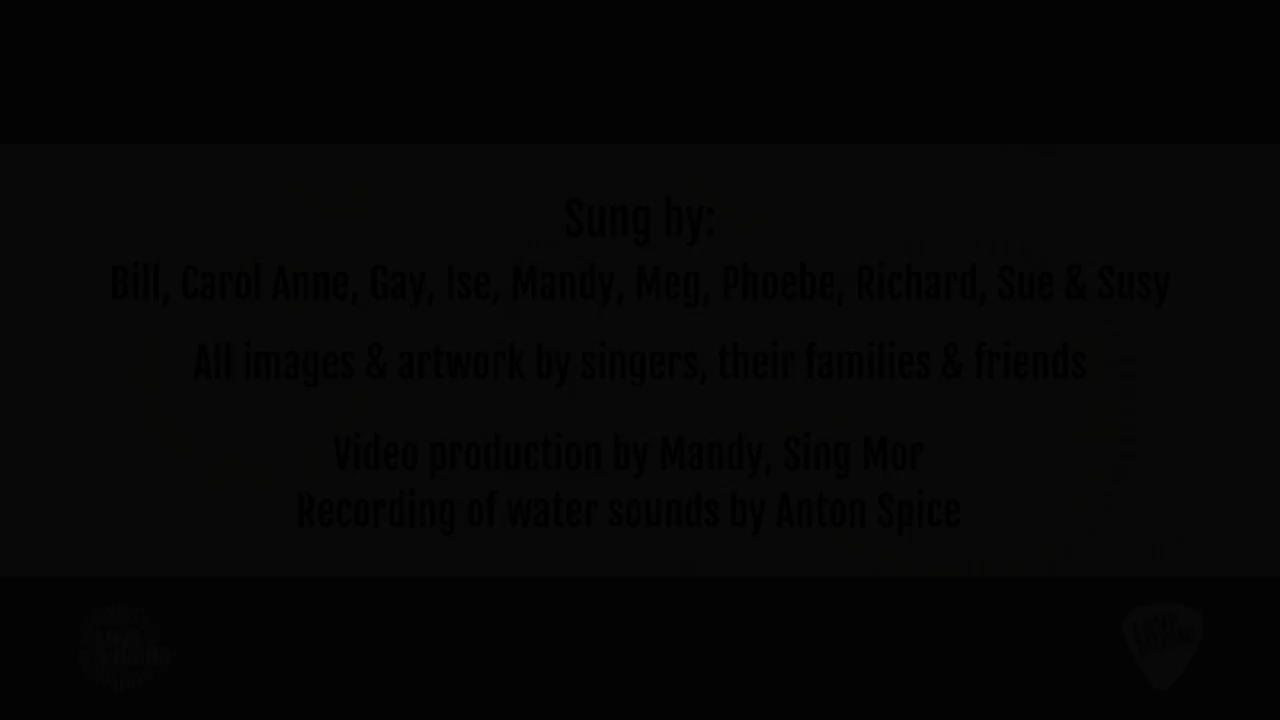 Sung by:
Bill, Carol Anne, Gay, Ise, Mandy, Meg, Phoebe, Richard, Sue & Susy
All images & artwork by singers, their families & friends
Video production by Mandy, Sing Mor
Recording of water sounds by Anton Spice